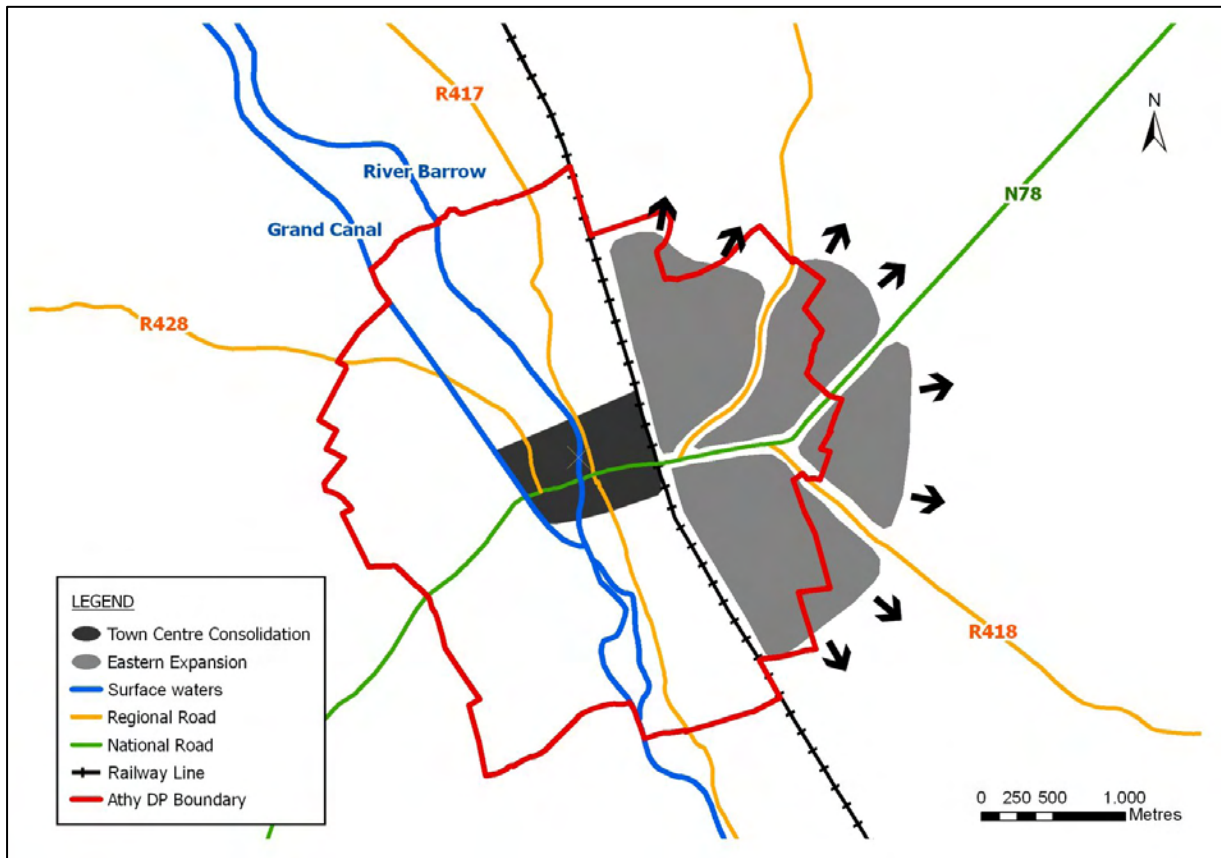 R417
N
River Barrow
N78
Grand Canal
R428
LEGEND
Town Centre Consolidation
Eastern Expansion
Surface waters
Regional Road
National Road
Railway Line
Athy DP Boundary
R418
0 250 500 1.000
Metres